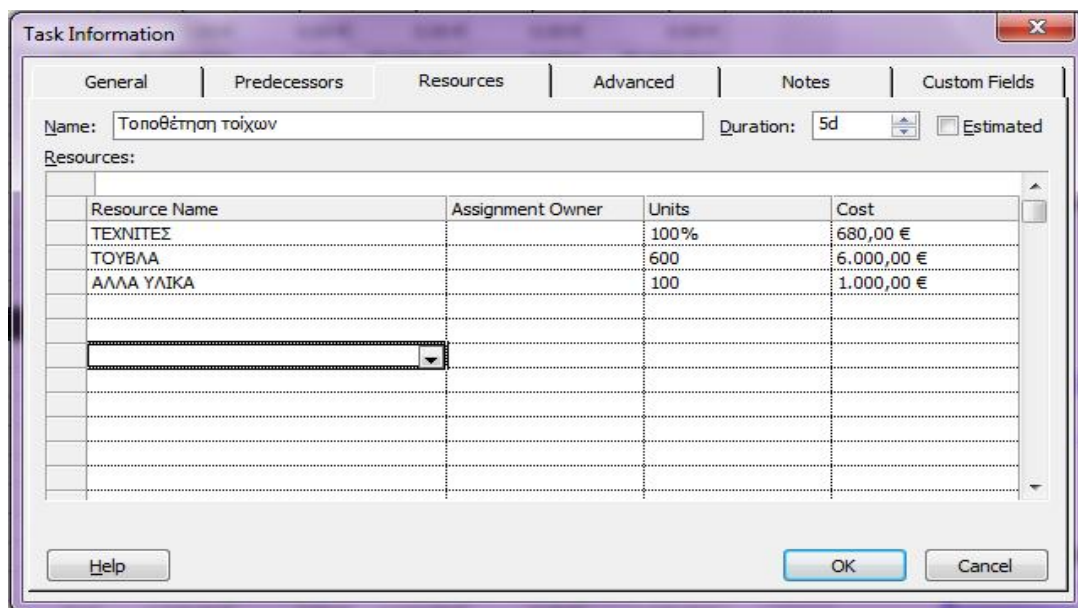 Task Information
General Predecessors Resources Advanced Notes Custom Fields
Name: Τοποθέτηση τοίχων Duration: 5d Estimated
Resources:
Resource Name Assignment Owner Units Cost
ΤΕΧΝΙΤΕΣ 100% 680,00 €
ΤΟΥΒΛΑ 600 6.000,00 €
ΑΛΛΑ ΥΛΙΚΑ 100 1.000,00 €
Help OK Cancel